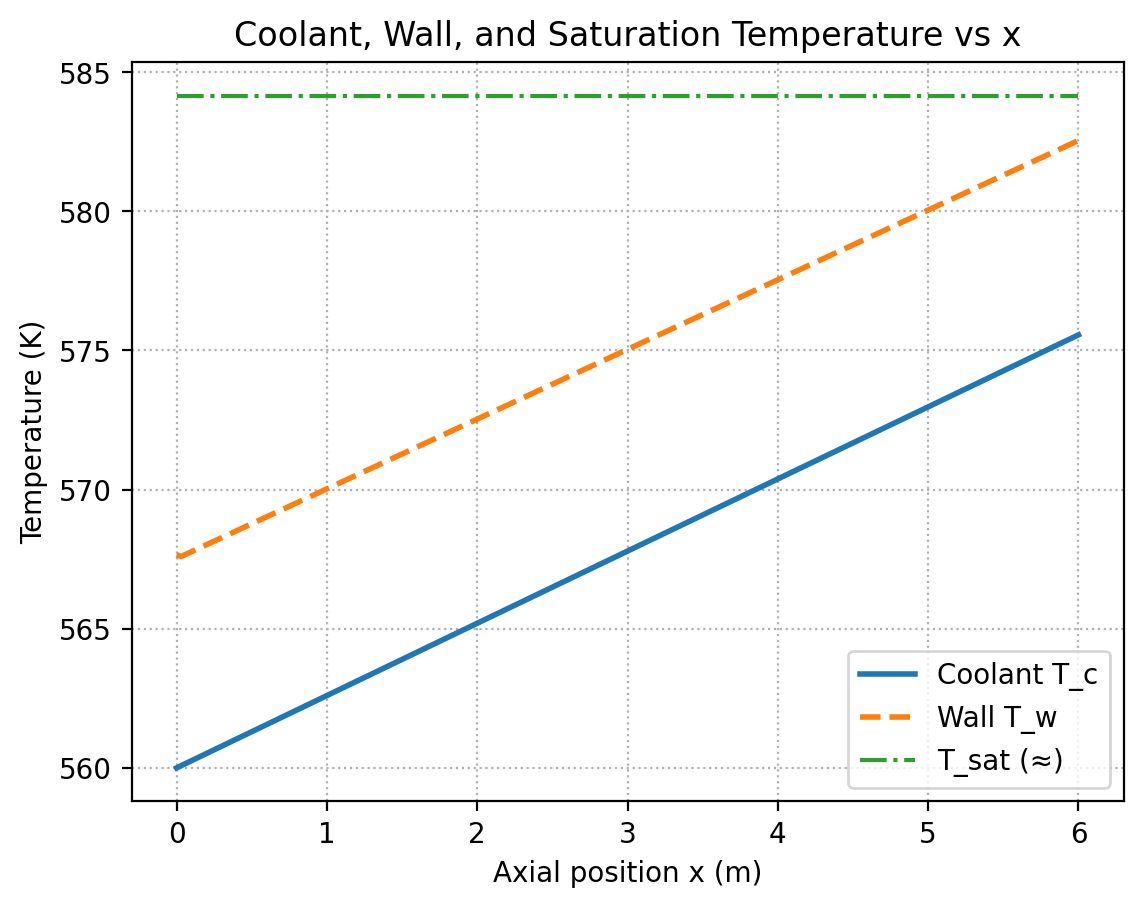 Coolant, Wall, and Saturation Temperature vs x
585
580
575
570
565
560
Temperature (K)
0 1 2 3 4 5 6
Axial position x (m)
Coolant T_c
Wall T_w
T_sat (≈)